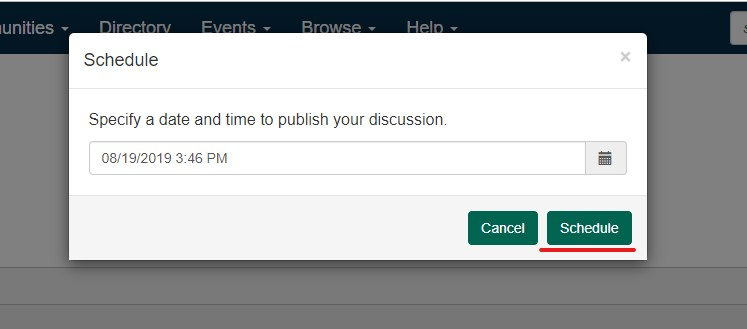 Directory Events Browse Help
Schedule ×
Specify a date and time to publish your discussion.
08/19/2019 3:46 PM
Cancel Schedule